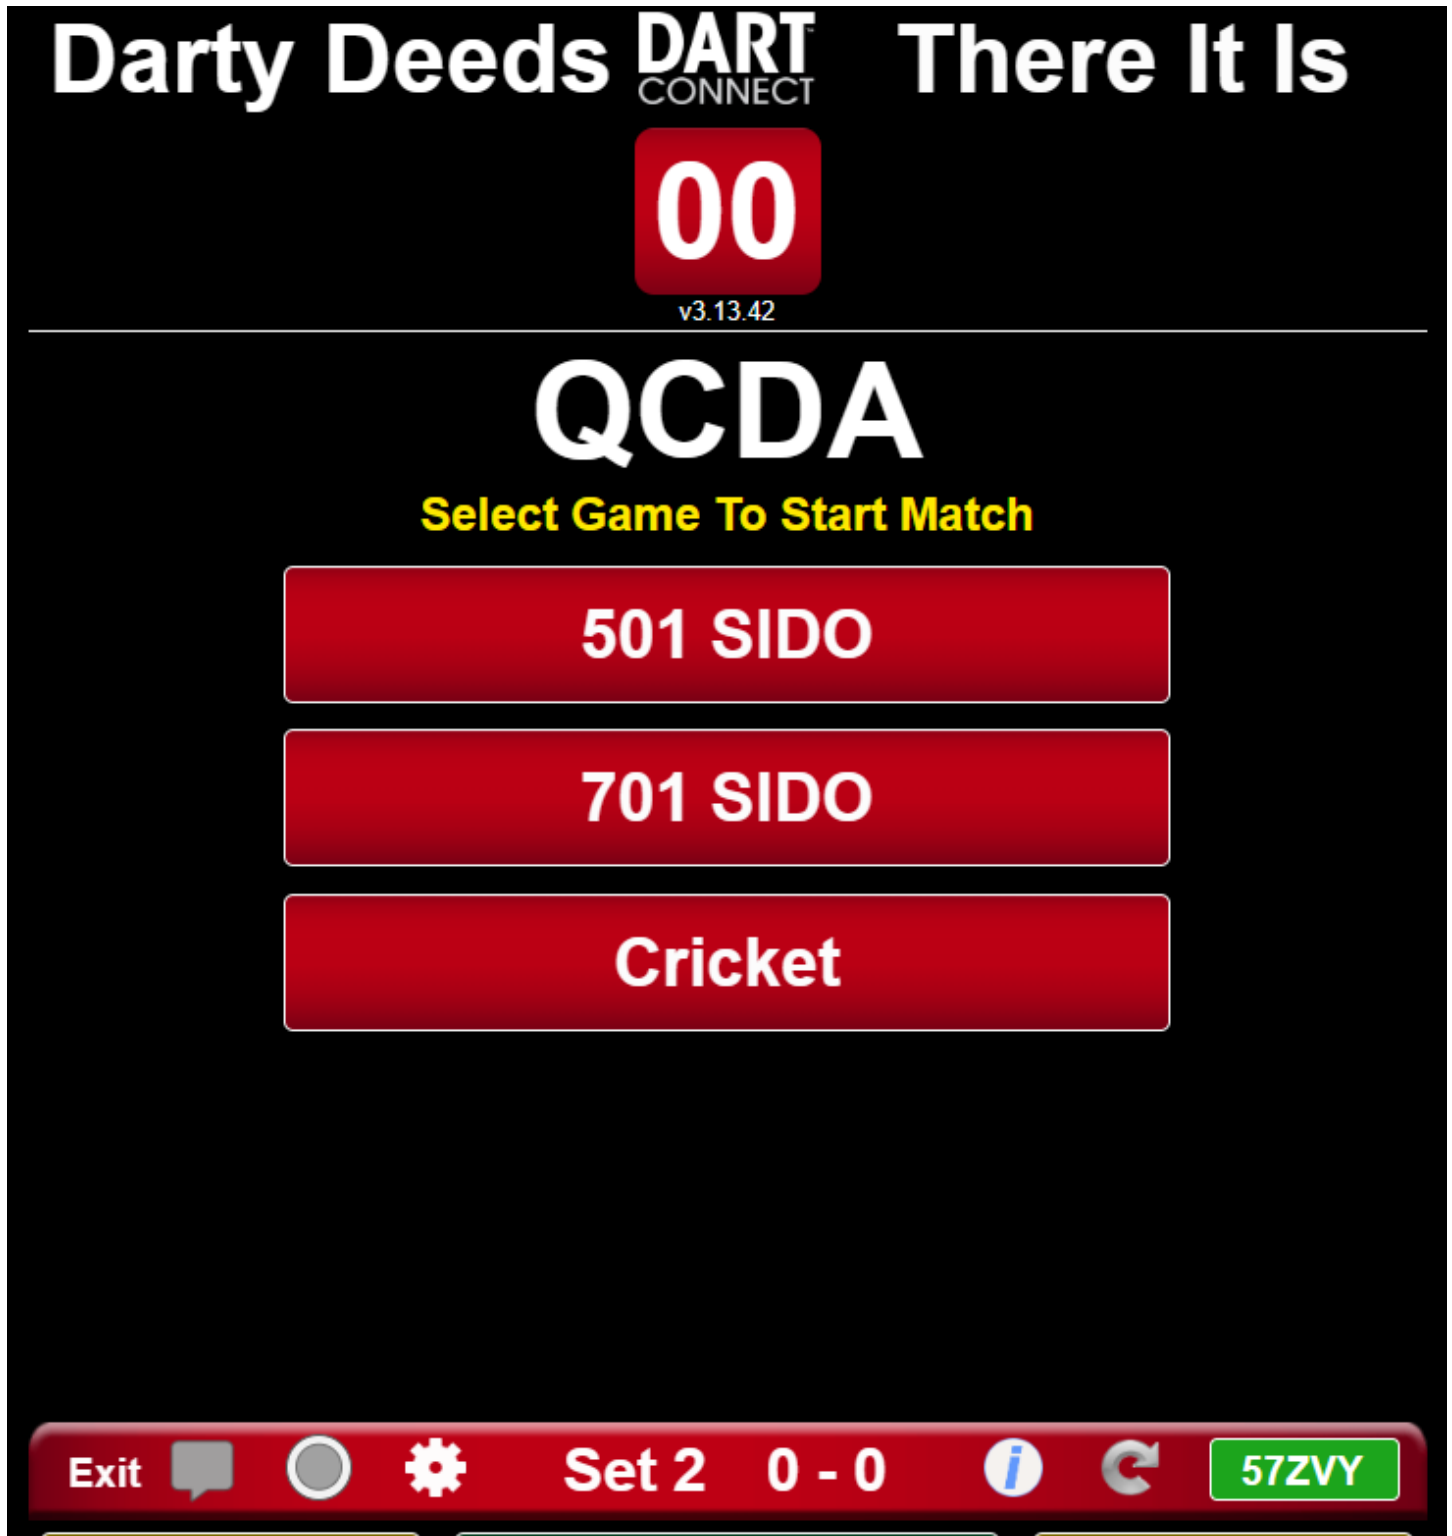 Darty Deeds DART CONNECT There It Is
00
v3.13.42
QCDA
Select Game To Start Match
501 SIDO
701 SIDO
Cricket
Exit Set 2 0 - 0 i 57ZVY